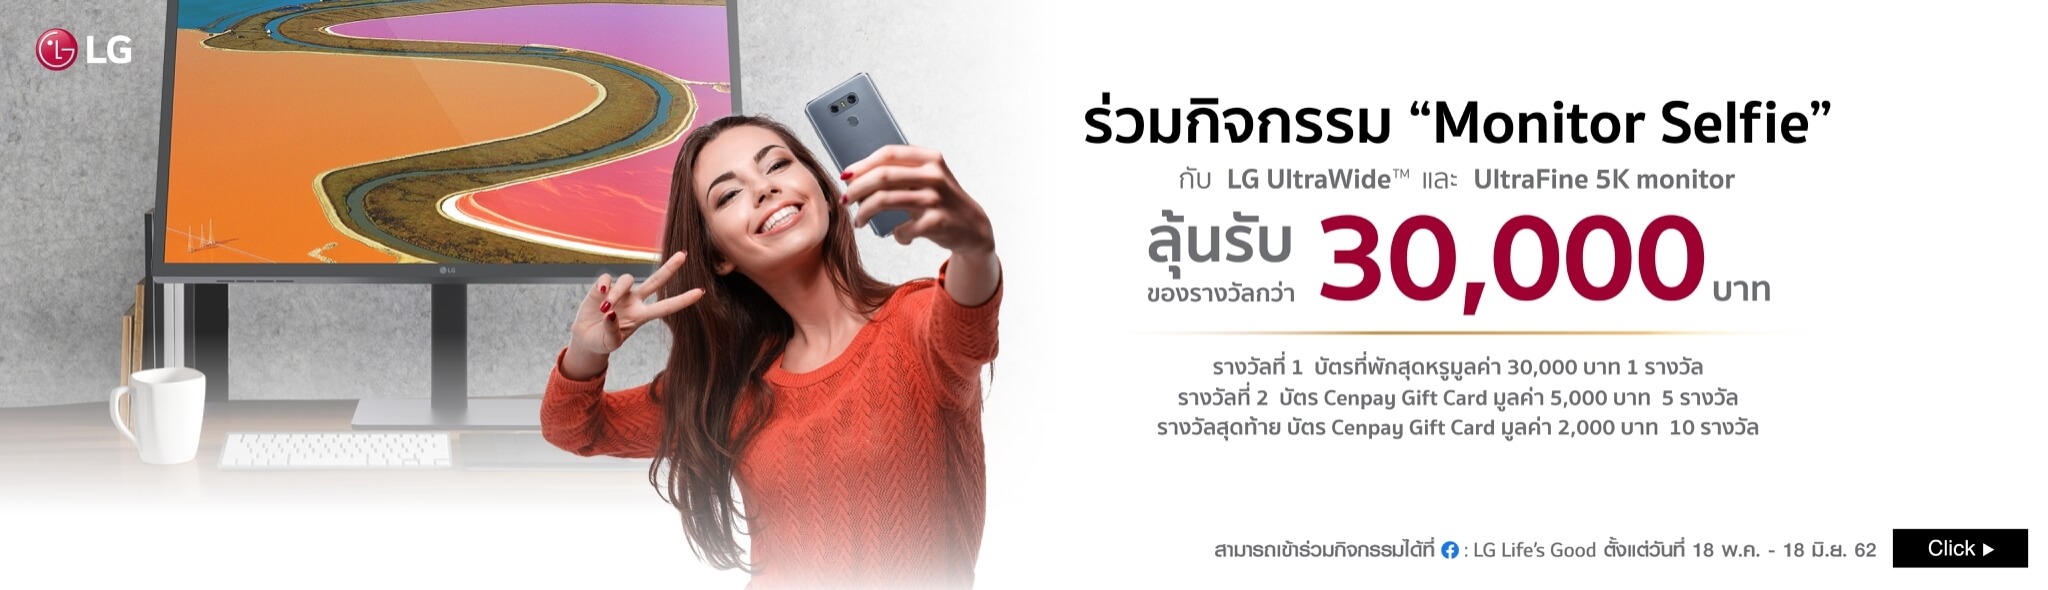 LG
LG
ร่วมกิจกรรม “Monitor Selfie”
กับ LG UltraWide™ และ UltraFine 5K monitor
ลุ้นรับ
ของรางวัลกว่า 30,000 บาท
รางวัลที่ 1 บัตรที่พักสุดหรูมูลค่า 30,000 บาท 1 รางวัล
รางวัลที่ 2 บัตร Cenpay Gift Card มูลค่า 5,000 บาท 5 รางวัล
รางวัลสุดท้าย บัตร Cenpay Gift Card มูลค่า 2,000 บาท 10 รางวัล
สามารถเข้าร่วมกิจกรรมได้ที่ : LG Life’s Good ตั้งแต่วันที่ 18 พ.ค. - 18 มิ.ย. 62
Click